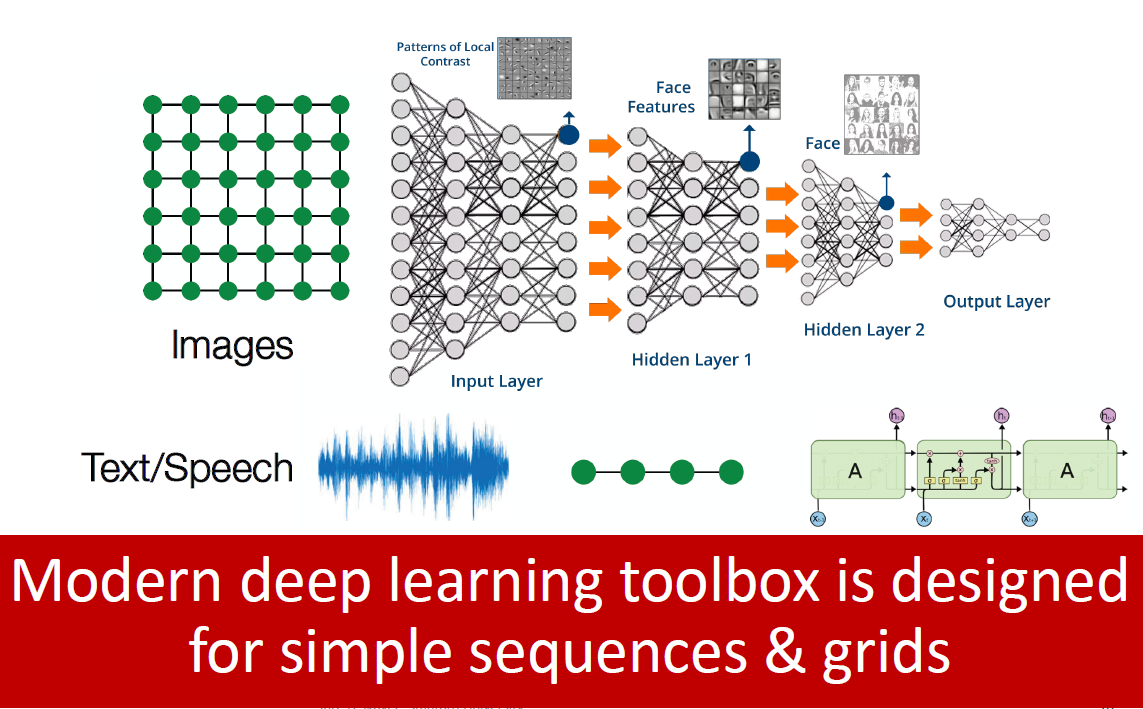 Patterns of Local
Contrast
Face
Features
Face
Images
Input Layer
Hidden Layer 1
Hidden Layer 2
Output Layer
Text/Speech
A
A
Modern deep learning toolbox is designed
for simple sequences & grids